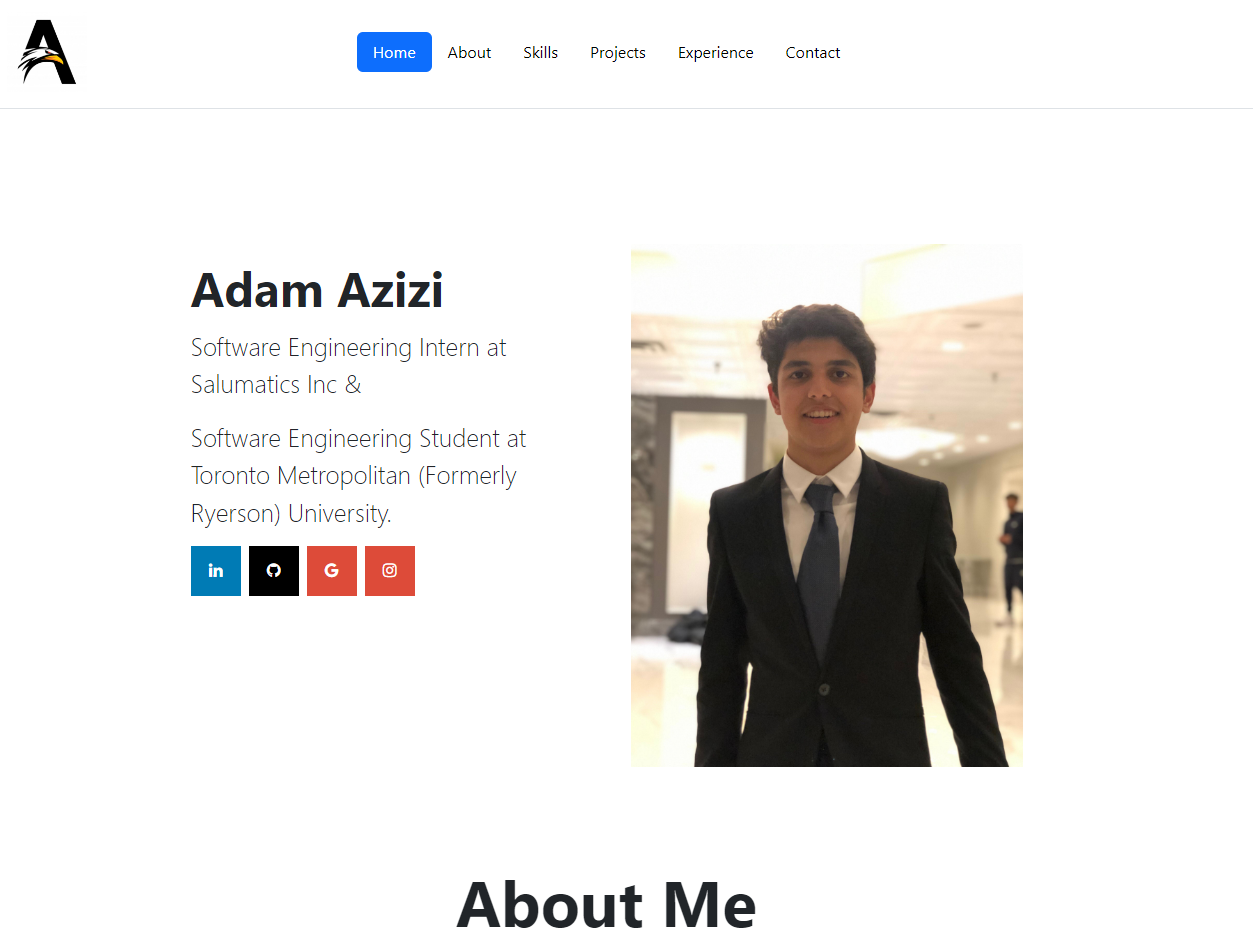 A
Home About Skills Projects Experience Contact
Adam Azizi
Software Engineering Intern at
Salumatics Inc &
Software Engineering Student at
Toronto Metropolitan (Formerly
Ryerson) University.
in
G
About Me